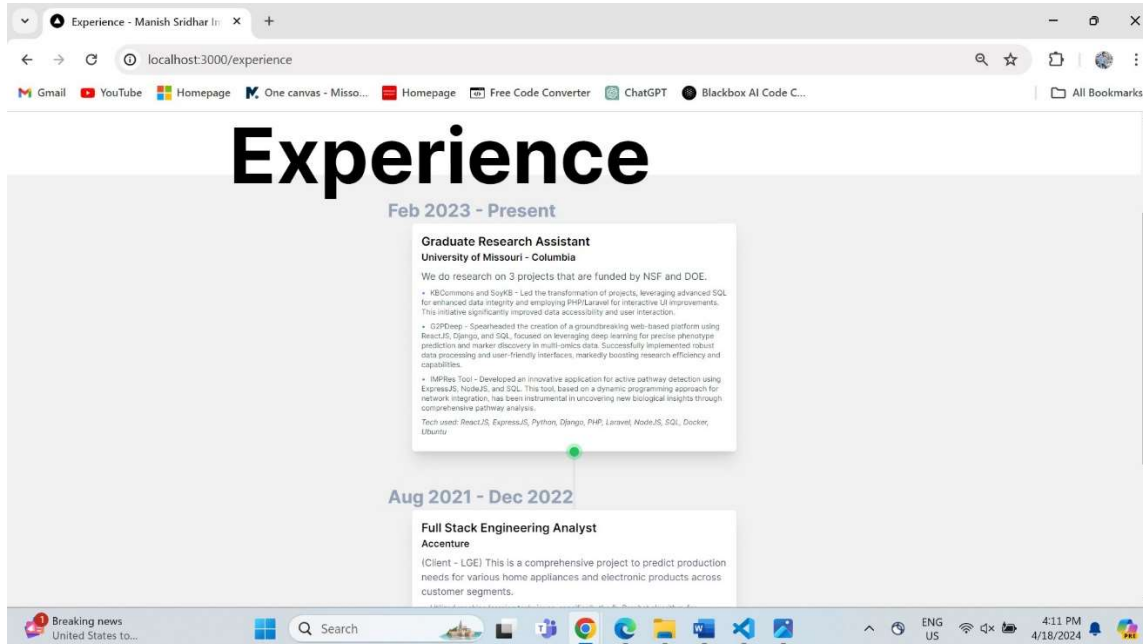 Experience - Manish Sridhar Im
localhost:3000/experience
Gmail YouTube Homepage One canvas - Misso... Homepage Free Code Converter ChatGPT Blackbox AI Code C... All Bookmarks
Experience
Feb 2023 - Present
Graduate Research Assistant
University of Missouri - Columbia
We do research on 3 projects that are funded by NSF and DOE.
• KBCommons and SoyKB - Led the transformation of projects, leveraging advanced SQL
for enhanced data integrity and employing PHP/Laravel for interactive UI improvements.
This initiative significantly improved data accessibility and user interaction.
• G2PDeep - Spearheaded the creation of a groundbreaking web-based platform using
ReactJS, Django, and SQL, focused on leveraging deep learning for precise phenotype
prediction and marker discovery in multi-omics data. Successfully implemented robust
data processing and user-friendly interfaces, markedly boosting research efficiency and
capabilities.
• IMPRes Tool - Developed an innovative application for active pathway detection using
ExpressJS, NodeJS, and SQL. This tool, based on a dynamic programming approach for
network integration, has been instrumental in uncovering new biological insights through
comprehensive pathway analysis.
Tech used: ReactJS, ExpressJS, Python, Django, PHP, Laravel, NodeJS, SQL, Docker,
Ubuntu
Aug 2021 - Dec 2022
Full Stack Engineering Analyst
Accenture
(Client - LGE) This is a comprehensive project to predict production
needs for various home appliances and electronic products across
customer segments.
1
Breaking news
United States to...
Search
ENG
US
4:11 PM
4/18/2024